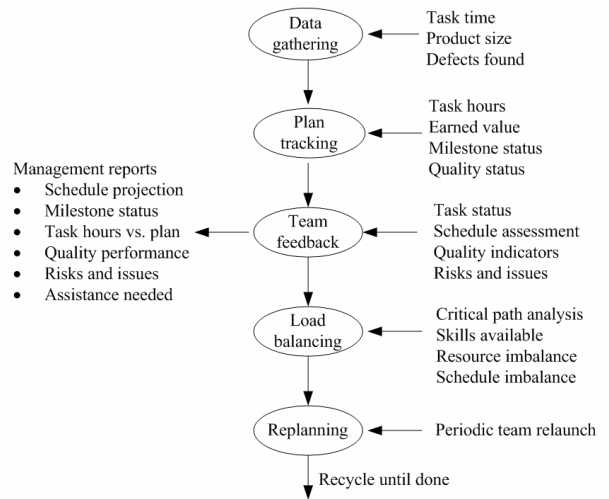 Data
gathering
Task time
Product size
Defects found
Plan
tracking
Task hours
Earned value
Milestone status
Quality status
Management reports
• Schedule projection
• Milestone status
• Task hours vs. plan
• Quality performance
• Risks and issues
• Assistance needed
Team
feedback
Task status
Schedule assessment
Quality indicators
Risks and issues
Load
balancing
Critical path analysis
Skills available
Resource imbalance
Schedule imbalance
Replanning
Periodic team relaunch
Recycle until done